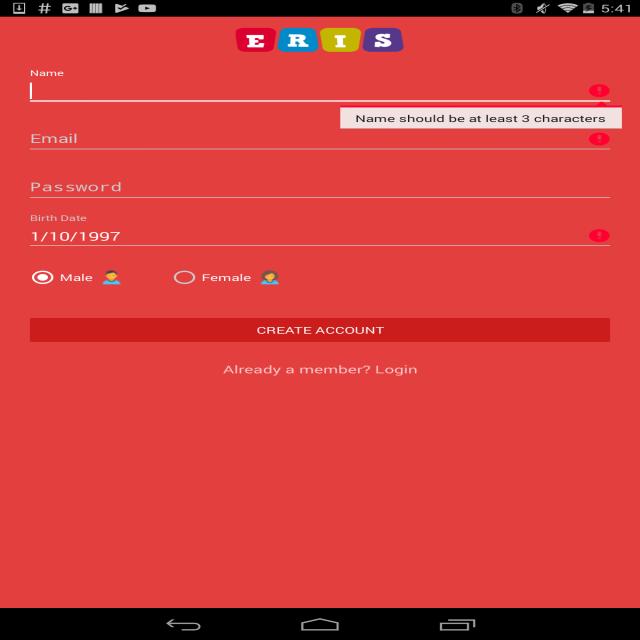 5:41
ERIS
Name
Name should be at least 3 characters
Email
Password
Birth Date
1/10/1997
Male
Female
CREATE ACCOUNT
Already a member? Login